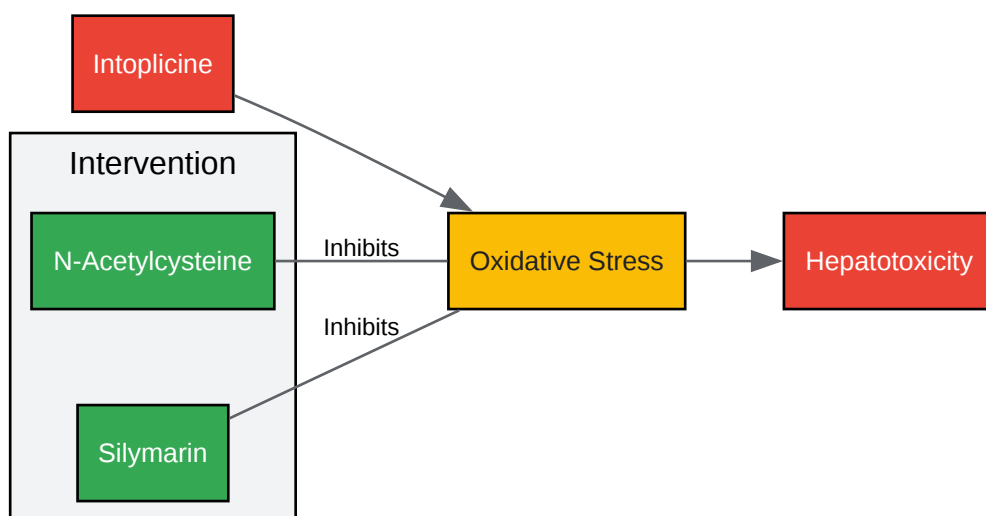 Intoplicine
Intervention
N-Acetylcysteine
Inhibits
Oxidative Stress
Hepatotoxicity
Inhibits
Silymarin